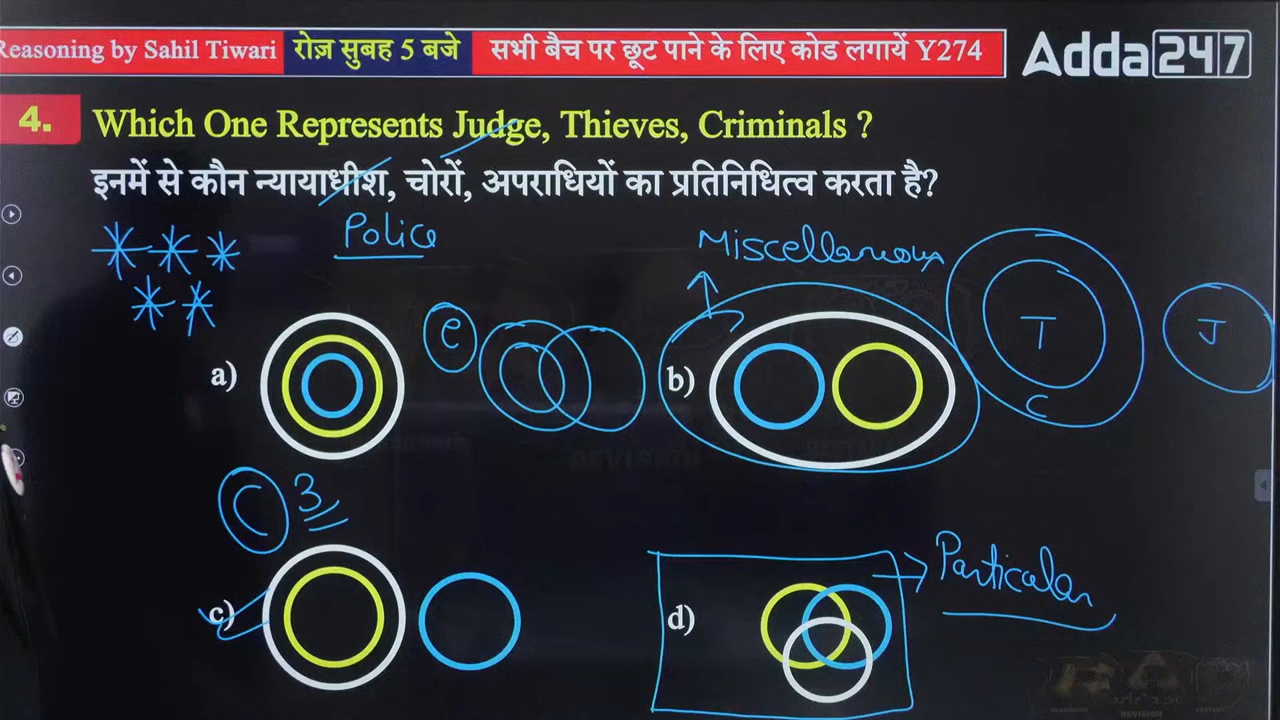 Reasoning by Sahil Tiwari रोज़ सुबह 5 बजे सभी बैच पर छूट पाने के लिए कोड लगायें Y274 Adda247
4. Which One Represents Judge, Thieves, Criminals ?
इनमें से कौन न्यायाधीश, चोरों, अपराधियों का प्रतिनिधित्व करता है?
Police
Miscellaneous
T
J
C
a)
e
b)
C 3
c)
d)
Particular